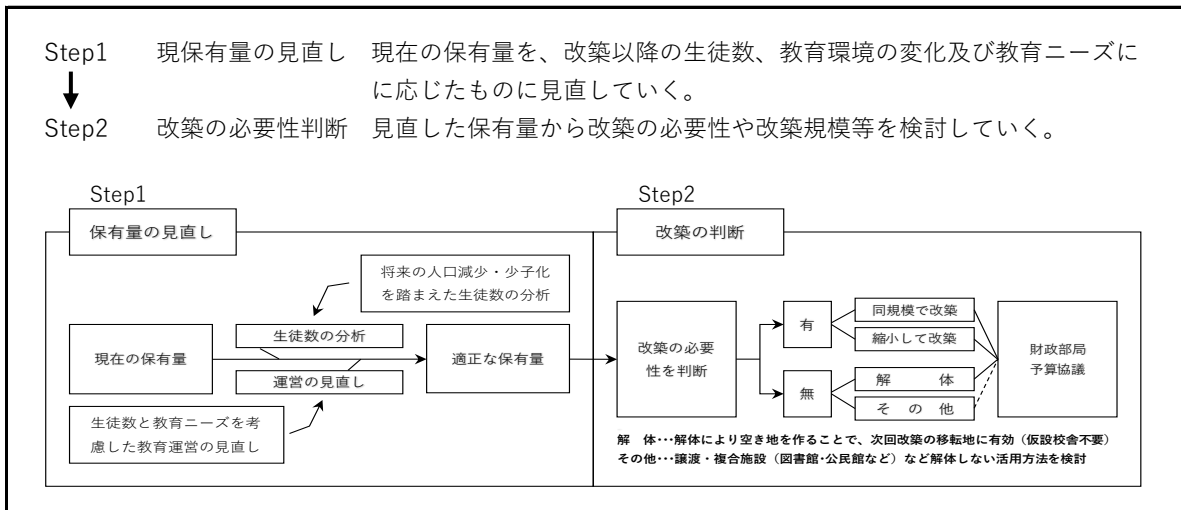 Step1 現保有量の見直し 現在の保有量を、改築以降の生徒数、教育環境の変化及び教育ニーズに
に応じたものに見直していく。
Step2 改築の必要性判断 見直した保有量から改築の必要性や改築規模等を検討していく。
Step1
保有量の見直し
将来の人口減少・少子化
を踏まえた生徒数の分析
現在の保有量
生徒数の分析
運営の見直し
適正な保有量
生徒数と教育ニーズを考
慮した教育運営の見直し
Step2
改築の判断
改築の必要
性を判断
有
同規模で改築
縮小して改築
無
解 体
そ の 他
財政部局
予算協議
解 体･･･解体により空き地を作ることで、次回改築の移転地に有効（仮設校舎不要）
その他･･･譲渡・複合施設（図書館･公民館など）など解体しない活用方法を検討